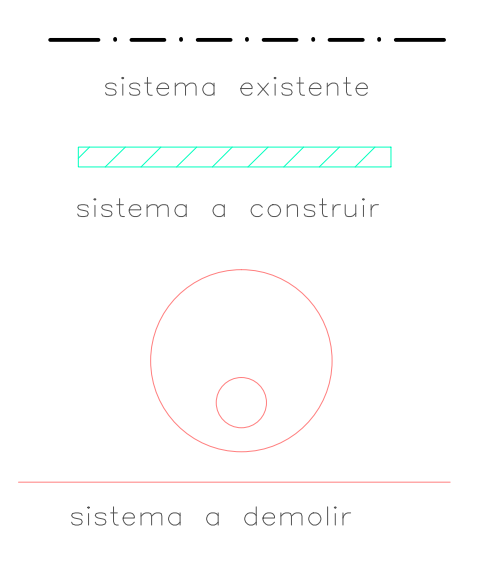 sistema existente
sistema a construir
sistema a demolir